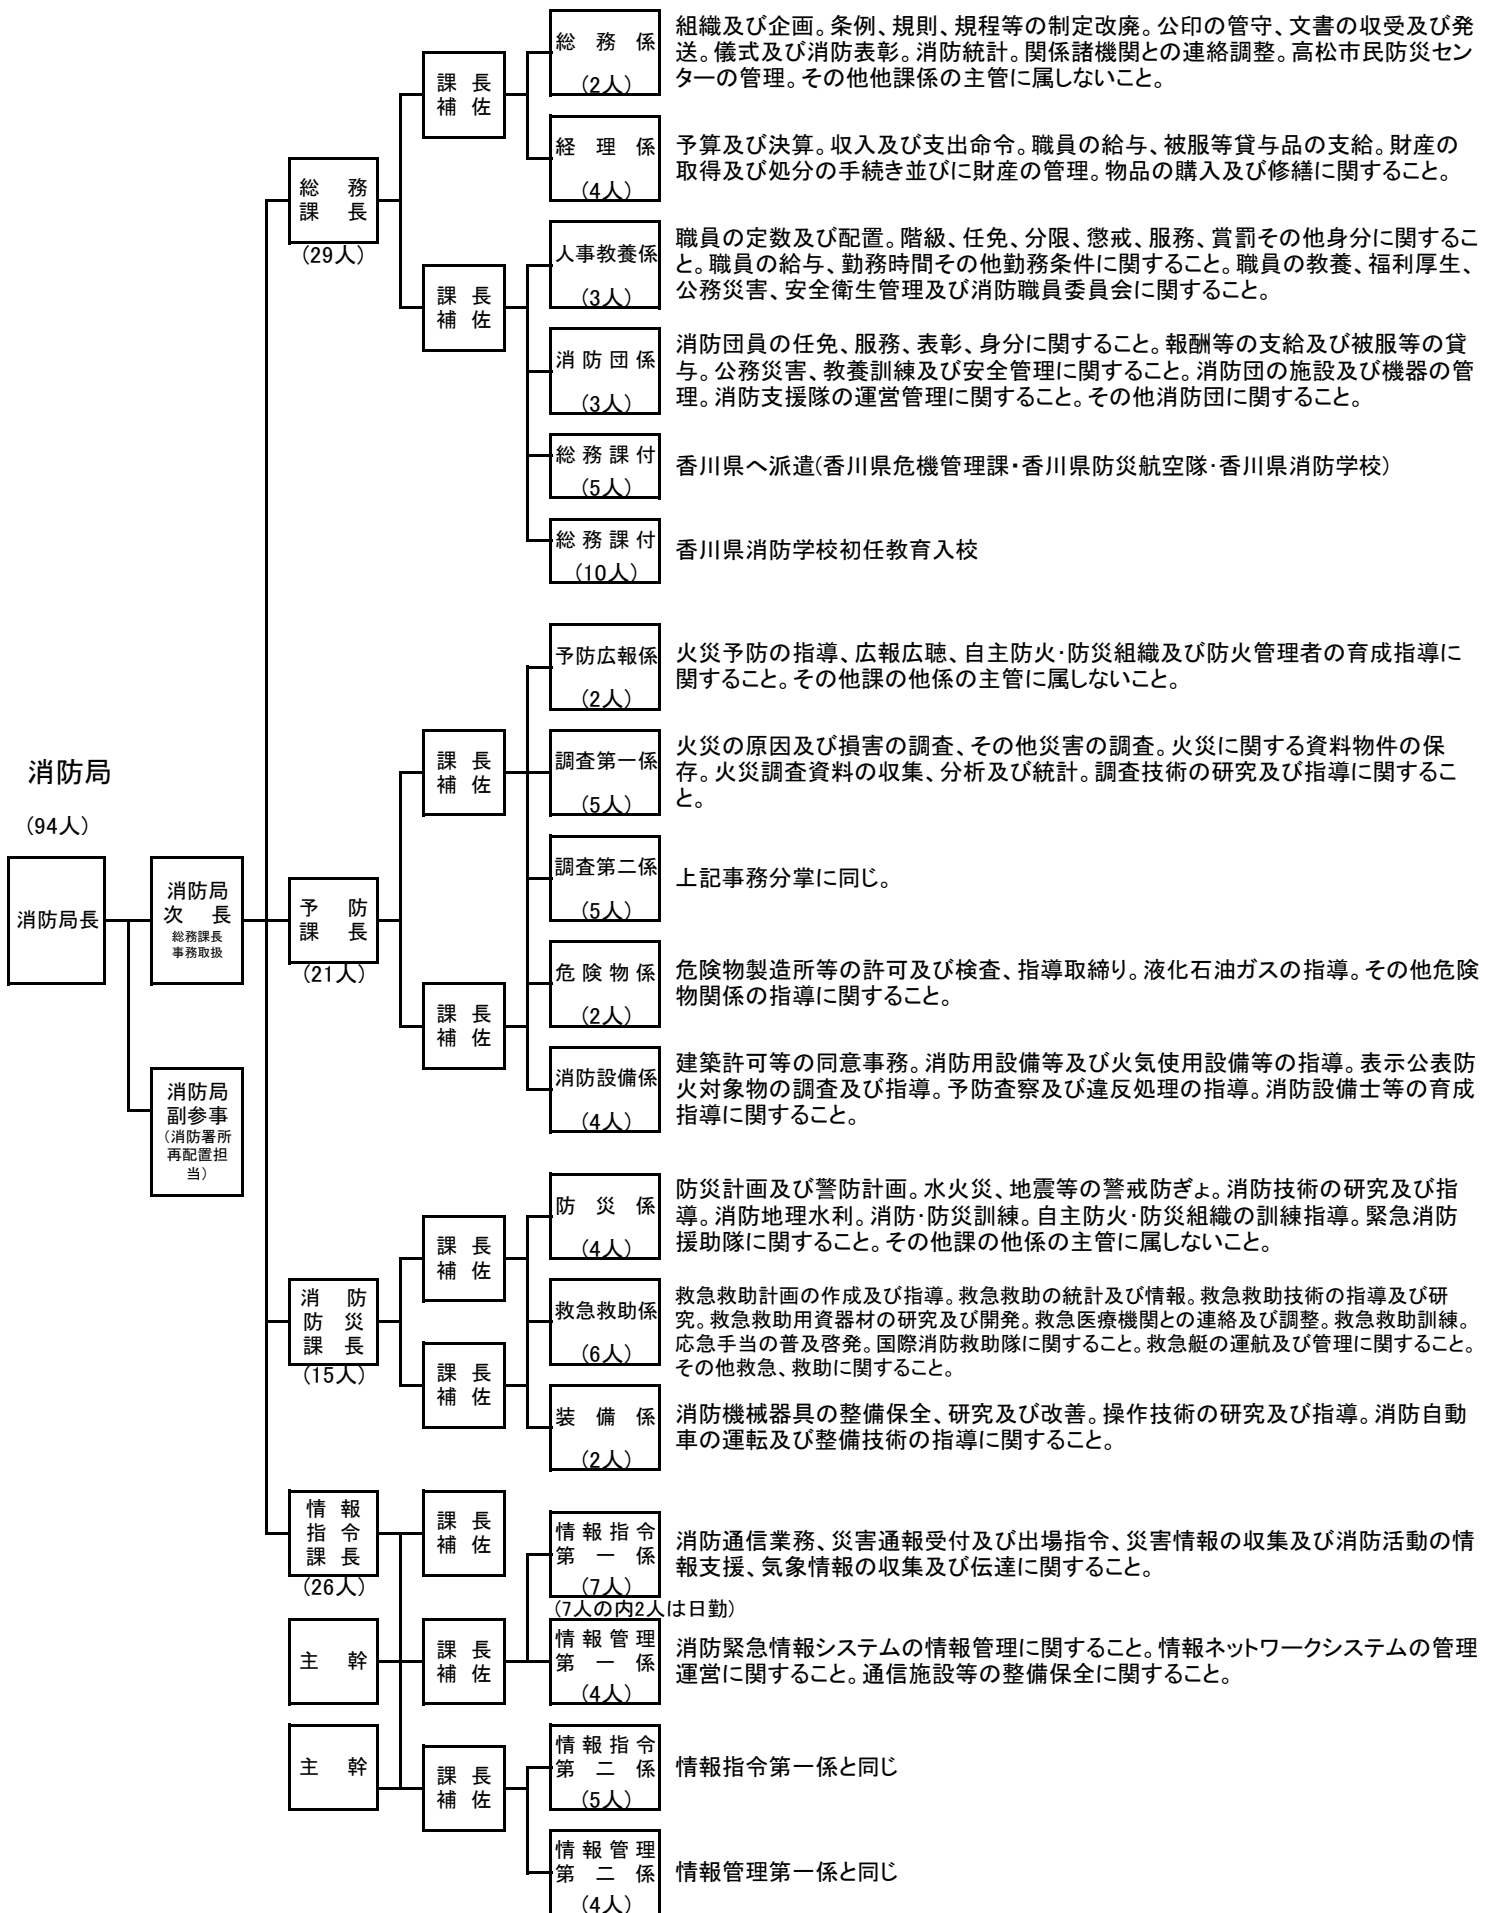 消防局
(94人)
消防局長
消防局
次　長
総務課長
事務取扱
消防局
副参事
(消防署所
再配置担
当)
総　務
課　長
(29人)
課 長
補 佐
総 務 係
(2人)
組織及び企画。条例、規則、規程等の制定改廃。公印の管守、文書の収受及び発
送。儀式及び消防表彰。消防統計。関係諸機関との連絡調整。高松市民防災セン
ターの管理。その他他課係の主管に属しないこと。
経 理 係
(4人)
予算及び決算。収入及び支出命令。職員の給与、被服等貸与品の支給。財産の
取得及び処分の手続き並びに財産の管理。物品の購入及び修繕に関すること。
課 長
補 佐
人事教養係
(3人)
職員の定数及び配置。階級、任免、分限、懲戒、服務、賞罰その他身分に関するこ
と。職員の給与、勤務時間その他勤務条件に関すること。職員の教養、福利厚生、
公務災害、安全衛生管理及び消防職員委員会に関すること。
消 防 団 係
(3人)
消防団員の任免、服務、表彰、身分に関すること。報酬等の支給及び被服等の貸
与。公務災害、教養訓練及び安全管理に関すること。消防団の施設及び機器の管
理。消防支援隊の運営管理に関すること。その他消防団に関すること。
総 務 課 付
(5人)
香川県へ派遣(香川県危機管理課・香川県防災航空隊・香川県消防学校)
総 務 課 付
(10人)
香川県消防学校初任教育入校
予　防
課　長
(21人)
課 長
補 佐
予防広報係
(2人)
火災予防の指導、広報広聴、自主防火・防災組織及び防火管理者の育成指導に
関すること。その他課の他係の主管に属しないこと。
調査第一係
(5人)
火災の原因及び損害の調査、その他災害の調査。火災に関する資料物件の保
存。火災調査資料の収集、分析及び統計。調査技術の研究及び指導に関するこ
と。
調査第二係
(5人)
上記事務分掌に同じ。
課 長
補 佐
危 険 物 係
(2人)
危険物製造所等の許可及び検査、指導取締り。液化石油ガスの指導。その他危険
物関係の指導に関すること。
消防設備係
(4人)
建築許可等の同意事務。消防用設備等及び火気使用設備等の指導。表示公表防
火対象物の調査及び指導。予防査察及び違反処理の指導。消防設備士等の育成
指導に関すること。
消　防
防　災
課　長
(15人)
課 長
補 佐
課 長
補 佐
防 災 係
(4人)
防災計画及び警防計画。水火災、地震等の警戒防ぎょ。消防技術の研究及び指
導。消防地理水利。消防・防災訓練。自主防火・防災組織の訓練指導。緊急消防
援助隊に関すること。その他課の他係の主管に属しないこと。
救急救助係
(6人)
救急救助計画の作成及び指導。救急救助の統計及び情報。救急救助技術の指導及び研
究。救急救助用資器材の研究及び開発。救急医療機関との連絡及び調整。救急救助訓練。
応急手当の普及啓発。国際消防救助隊に関すること。救急艇の運航及び管理に関すること。
その他救急、救助に関すること。
装 備 係
(2人)
消防機械器具の整備保全、研究及び改善。操作技術の研究及び指導。消防自動
車の運転及び整備技術の指導に関すること。
情 報
指 令
課 長
(26人)
課 長
補 佐
情 報 指 令
第 一 係
(7人)
(7人の内2人は日勤)
消防通信業務、災害通報受付及び出場指令、災害情報の収集及び消防活動の情
報支援、気象情報の収集及び伝達に関すること。
主　幹
課 長
補 佐
情 報 管 理
第 一 係
(4人)
消防緊急情報システムの情報管理に関すること。情報ネットワークシステムの管理
運営に関すること。通信施設等の整備保全に関すること。
主　幹
課 長
補 佐
情 報 指 令
第 二 係
(5人)
情報指令第一係と同じ
情 報 管 理
第 二 係
(4人)
情報管理第一係と同じ